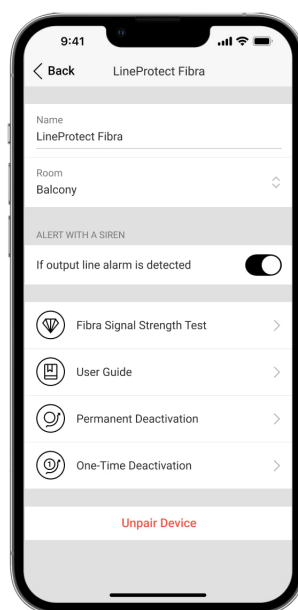 9:41
Back
LineProtect Fibra
Name
LineProtect Fibra
Room
Balcony
ALERT WITH A SIREN
If output line alarm is detected
Fibra Signal Strength Test
User Guide
Permanent Deactivation
1
One-Time Deactivation
Unpair Device